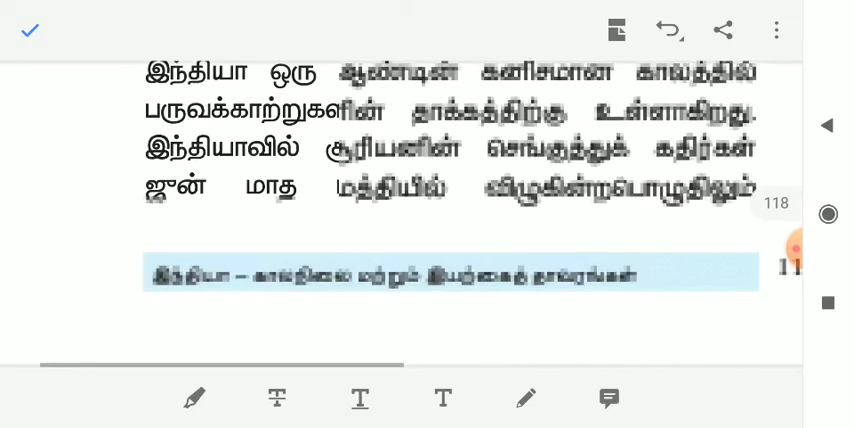 இந்தியா ஒரு ஆண்டின் கனிசமான காலத்தில்
பருவக்காற்றுகளின் தாக்கத்திற்கு உள்ளாகிறது.
இந்தியாவில் சூரியனின் செங்குத்துக் கதிர்கள்
ஜுன் மாத மத்தியில் விழுகின்றபொழுதிலும்
118
இந்தியா – காலநிலை மற்றும் இயற்கைத் தாவரங்கள்